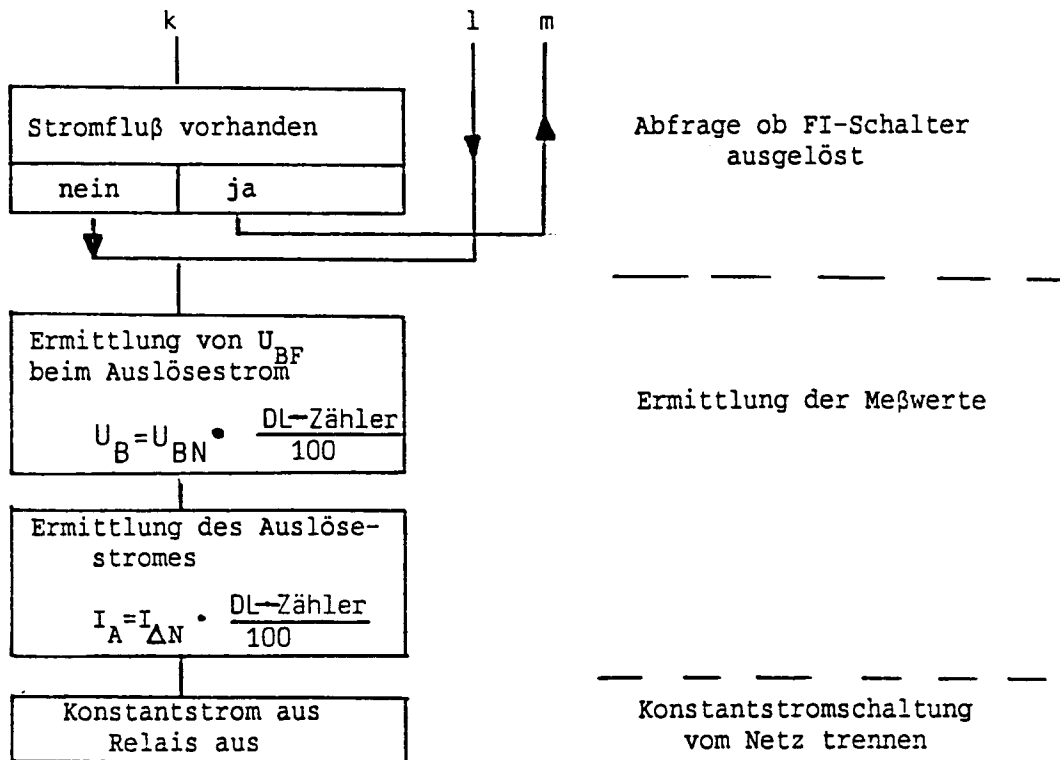 k l m
Stromfluß vorhanden
nein ja
Abfrage ob FI-Schalter
ausgelöst
Ermittlung von U_BF
beim Auslösestrom
U_B=U_BN • DL-Zähler
100
Ermittlung der Meßwerte
Ermittlung des Auslöse-
stromes
I_A=I_ΔN • DL-Zähler
100
Konstantstrom aus
Relais aus
Konstantstromschaltung
vom Netz trennen